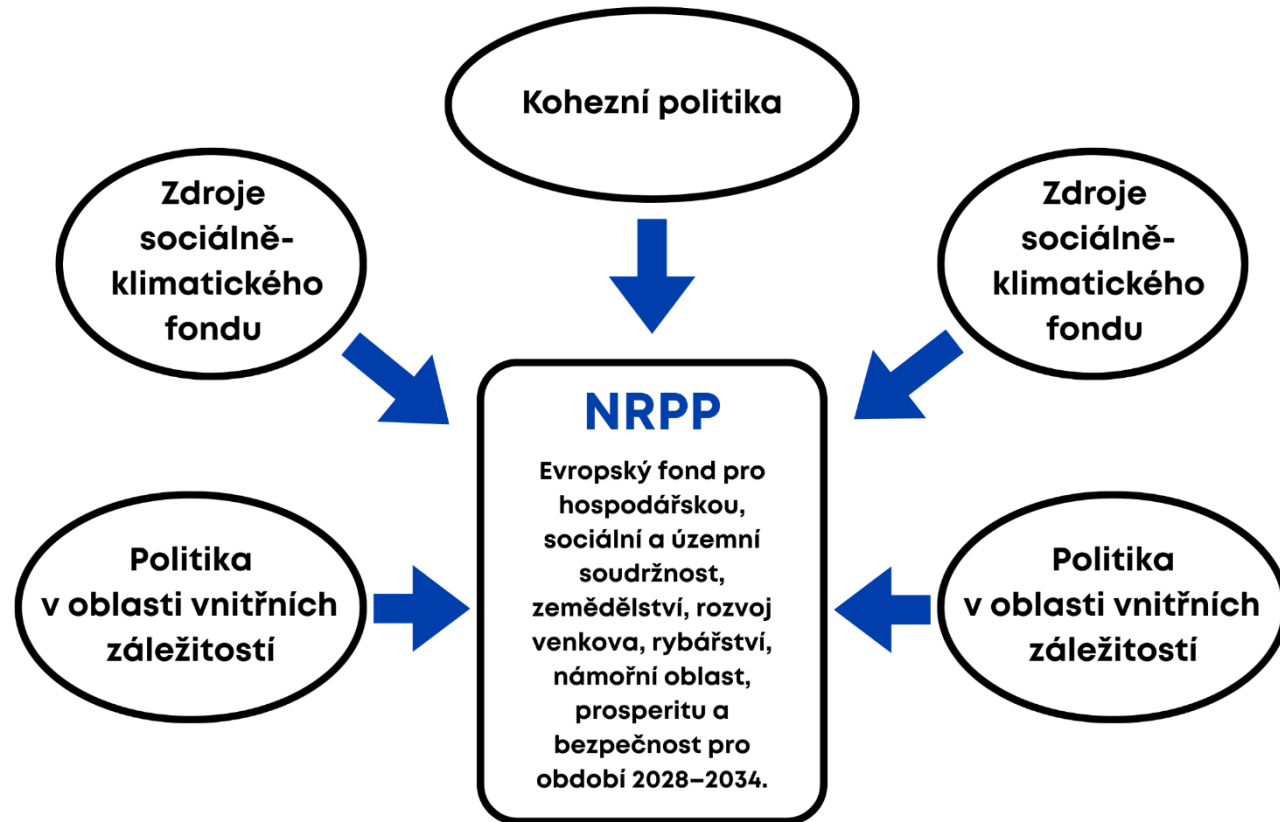 Kohezní politika
Zdroje
sociálně-
klimatického
fondu
Zdroje
sociálně-
klimatického
fondu
NRPP
Evropský fond pro
hospodářskou,
sociální a územní
soudržnost,
zemědělství, rozvoj
venkova, rybářství,
námořní oblast,
prosperitu a
bezpečnost pro
období 2028–2034.
Politika
v oblasti vnitřních
záležitostí
Politika
v oblasti vnitřních
záležitostí